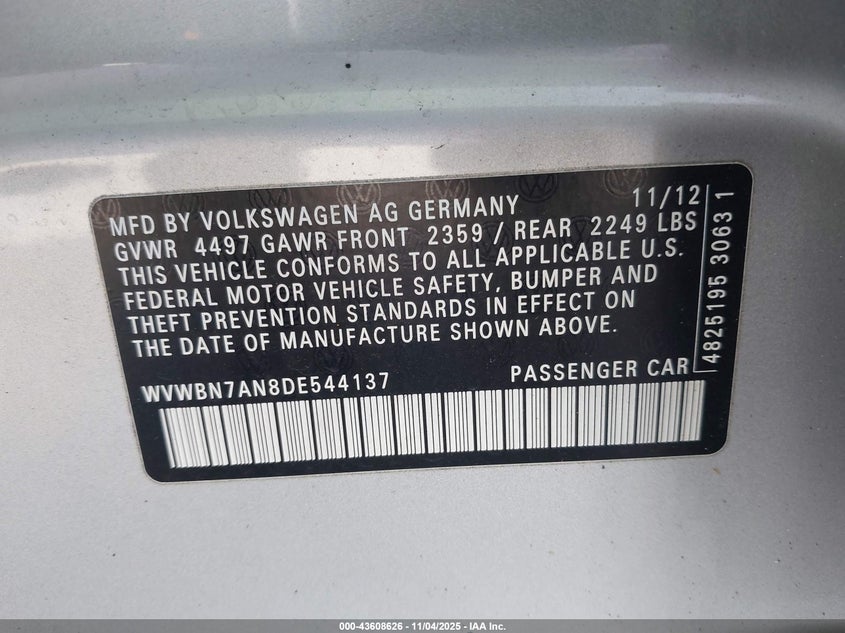 MFD BY VOLKSWAGEN AG GERMANY 11/12
GVWR 4497 GAWR FRONT 2359 / REAR 2249 LBS
THIS VEHICLE CONFORMS TO ALL APPLICABLE U.S.
FEDERAL MOTOR VEHICLE SAFETY, BUMPER AND
THEFT PREVENTION STANDARDS IN EFFECT ON
THE DATE OF MANUFACTURE SHOWN ABOVE.
WVWBN7AN8DE544137 PASSENGER CAR
4825195 3063 1
000-43608626 - 11/04/2025 - IAA Inc.